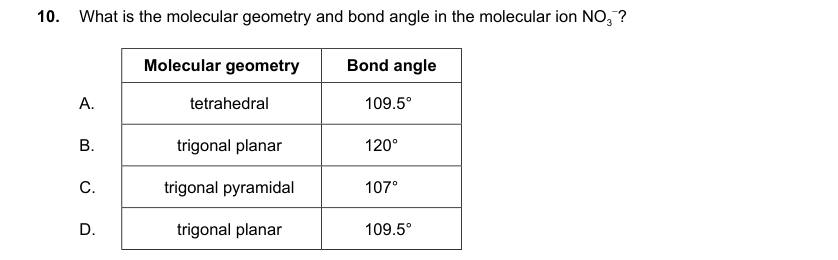 10. What is the molecular geometry and bond angle in the molecular ion NO₃⁻?
Molecular geometry Bond angle
A. tetrahedral 109.5°
B. trigonal planar 120°
C. trigonal pyramidal 107°
D. trigonal planar 109.5°